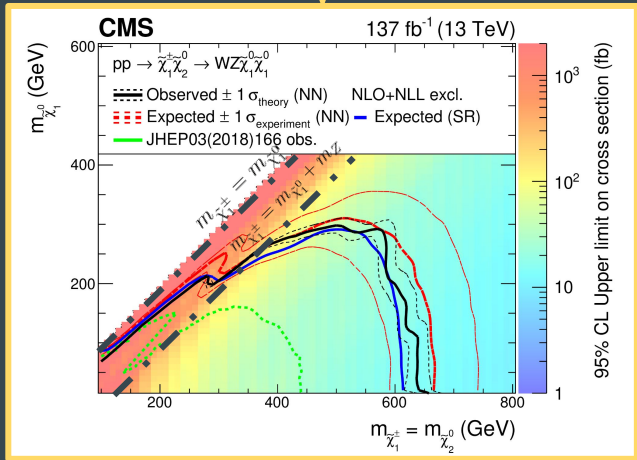 CMS 137 fb⁻¹ (13 TeV)
pp → χ̃₁^± χ̃₂⁰ → WZχ̃₁⁰χ̃₁⁰
Observed ± 1 σ_theory (NN) NLO+NLL excl.
Expected ± 1 σ_experiment (NN) Expected (SR)
JHEP03(2018)166 obs.
m_χ̃₁^± = m_χ̃₁⁰
m_χ̃₁^± = m_χ̃₁⁰ + m_Z
m_χ̃₁⁰ (GeV)
600
400
200
200 400 600 800
m_χ̃₁^± = m_χ̃₂⁰ (GeV)
10³
10²
10
1
95% CL Upper limit on cross section (fb)